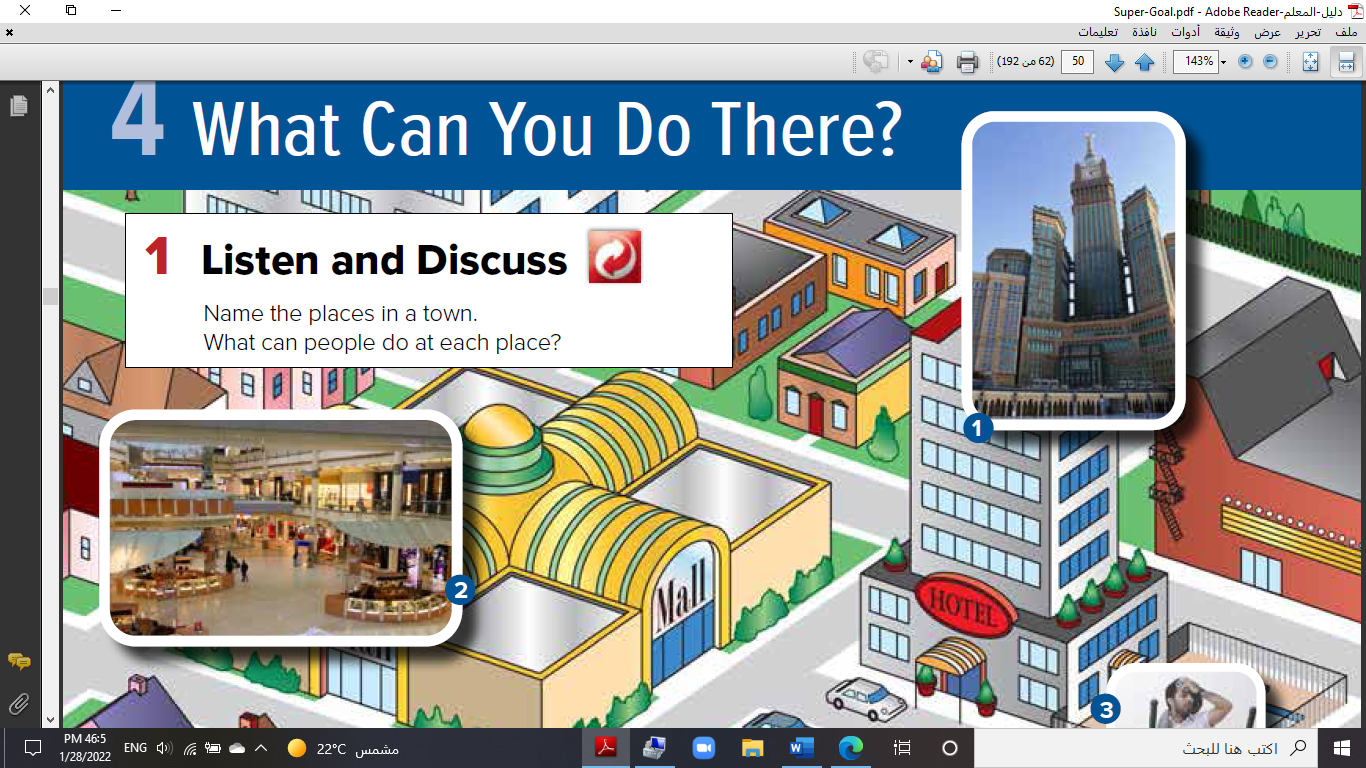 Super-Goal.pdf - Adobe Reader-دليل-المعلم
ملف تحرير عرض وثيقة أدوات نافذة تعليمات
143% 50 (62 من 192)
4 What Can You Do There?
1 Listen and Discuss
Name the places in a town.
What can people do at each place?
1
2
Mall
HOTEL
3
PM 46:5
1/28/2022
ENG
22°C مشمس
اكتب هنا للبحث